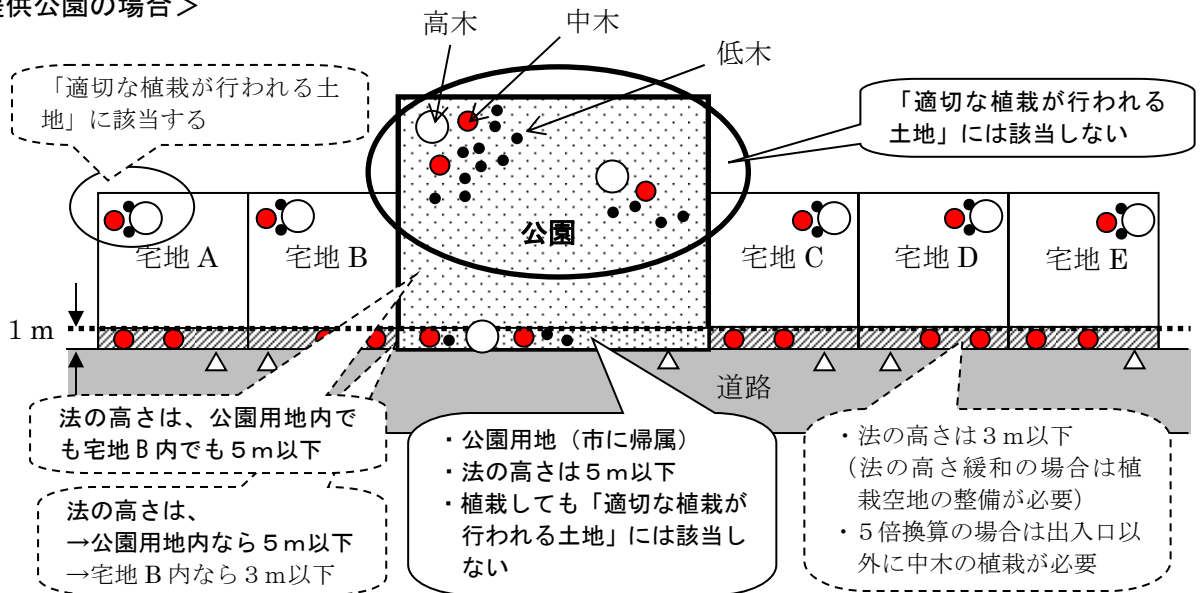 提供公園の場合＞
高木
中木
低木
「適切な植栽が行われる土
地」に該当する
「適切な植栽が行われる
土地」には該当しない
公園
宅地 A
宅地 B
宅地 C
宅地 D
宅地 E
1 m
道路
法の高さは、公園用地内で
も宅地 B 内でも５ｍ以下
法の高さは、
→公園用地内なら５ｍ以下
→宅地 B 内なら３ｍ以下
・公園用地（市に帰属）
・法の高さは５ｍ以下
・植栽しても「適切な植栽が
行われる土地」には該当し
ない
・法の高さは３ｍ以下
（法の高さ緩和の場合は植
栽空地の整備が必要）
・５倍換算の場合は出入口以
外に中木の植栽が必要